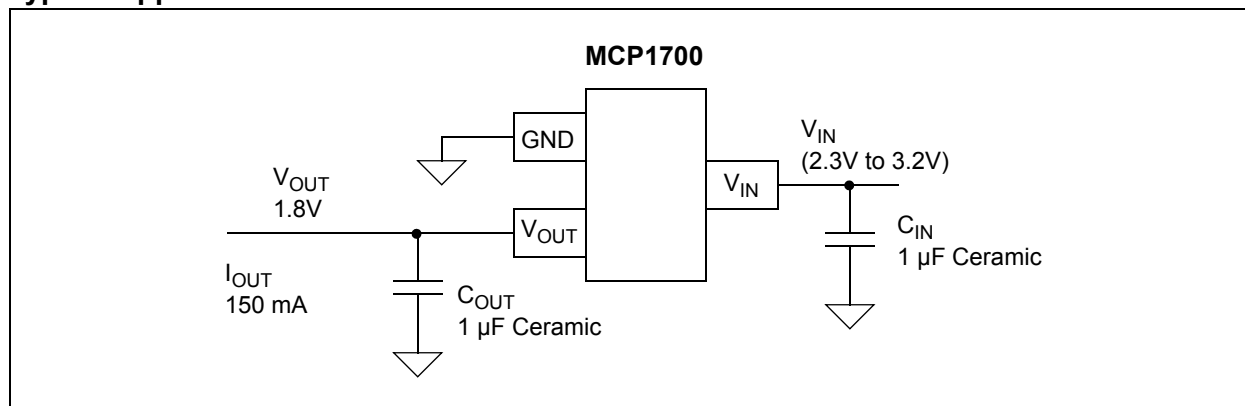 MCP1700
GND
VIN
(2.3V to 3.2V)
VIN
VOUT
1.8V
VOUT
CIN
1 µF Ceramic
IOUT
150 mA
COUT
1 µF Ceramic